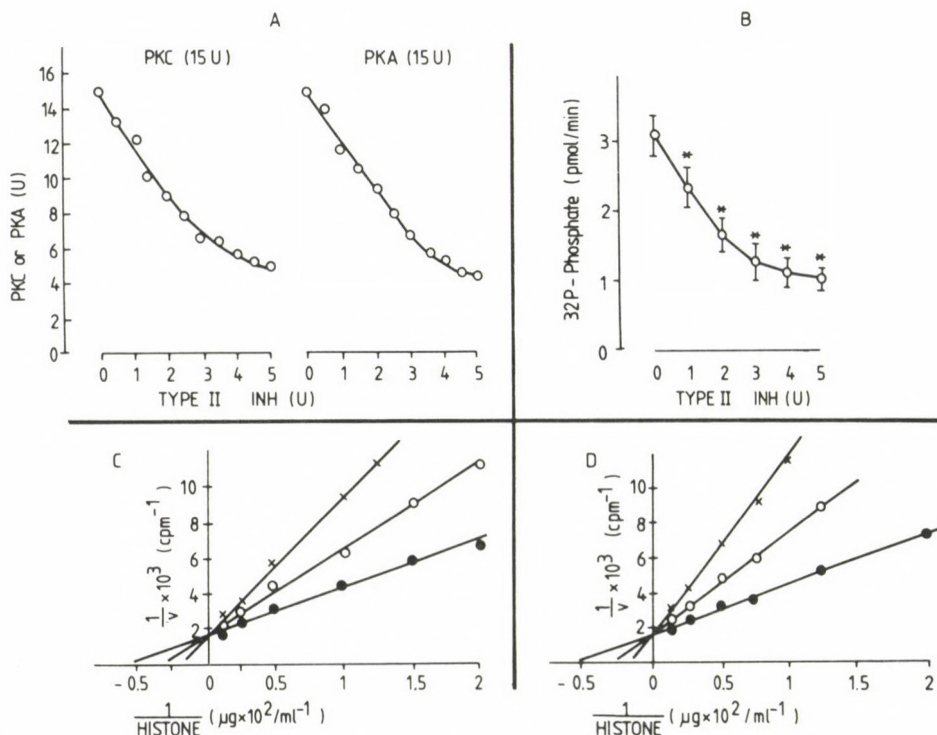 A
B
PKC (15 U)
PKA (15 U)
PKC or PKA (U)
16
14
12
10
8
6
4
2
0
0 1 2 3 4 5
0 1 2 3 4 5
TYPE II INH (U)
32P-Phosphate (pmol/min)
3
2
1
0
* * * * *
0 1 2 3 4 5
TYPE II INH (U)
C
1/v × 10³ (cpm⁻¹)
10
8
6
4
2
-0.5 0 0.5 1 1.5 2
1/HISTONE (µg×10²/ml⁻¹)
D
1/v × 10³ (cpm⁻¹)
10
8
6
4
2
-0.5 0 0.5 1 1.5 2
1/HISTONE (µg×10²/ml⁻¹)